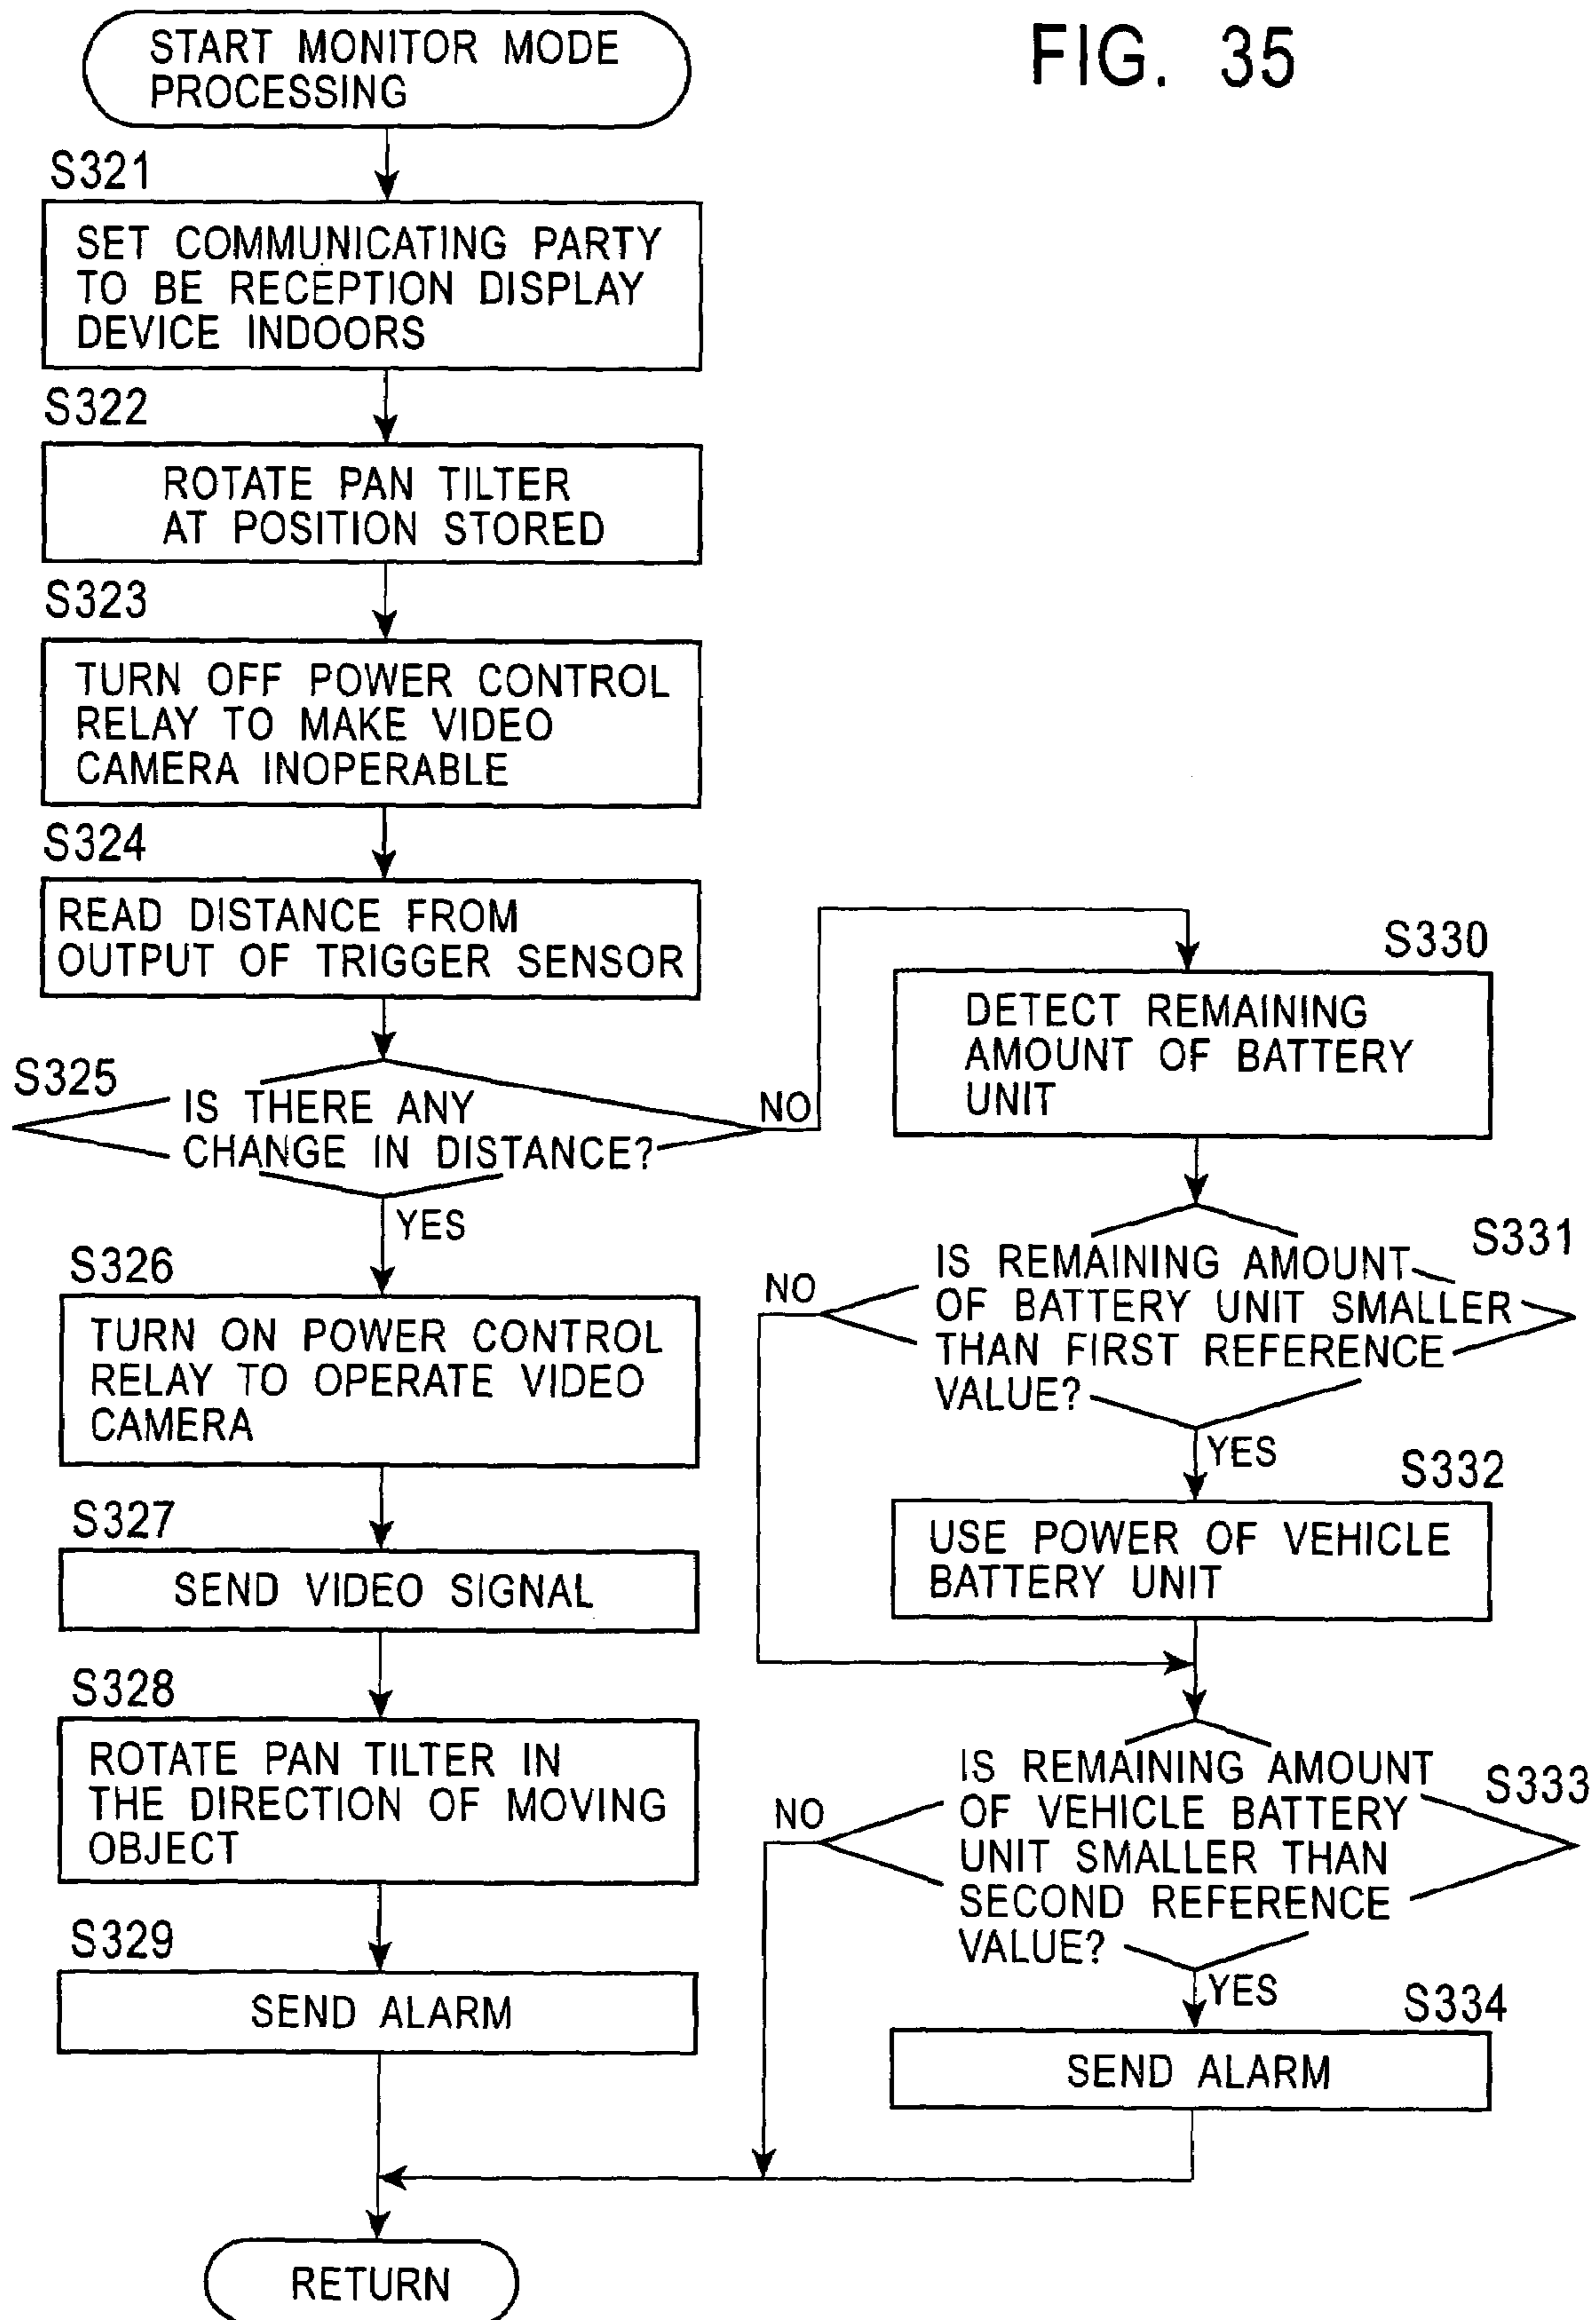 FIG. 35
START MONITOR MODE
PROCESSING
S321
SET COMMUNICATING PARTY
TO BE RECEPTION DISPLAY
DEVICE INDOORS
S322
ROTATE PAN TILTER
AT POSITION STORED
S323
TURN OFF POWER CONTROL
RELAY TO MAKE VIDEO
CAMERA INOPERABLE
S324
READ DISTANCE FROM
OUTPUT OF TRIGGER SENSOR
S325
IS THERE ANY
CHANGE IN DISTANCE?
NO
YES
S326
TURN ON POWER CONTROL
RELAY TO OPERATE VIDEO
CAMERA
S327
SEND VIDEO SIGNAL
S328
ROTATE PAN TILTER IN
THE DIRECTION OF MOVING
OBJECT
S329
SEND ALARM
S330
DETECT REMAINING
AMOUNT OF BATTERY
UNIT
S331
IS REMAINING AMOUNT
OF BATTERY UNIT SMALLER
THAN FIRST REFERENCE
VALUE?
NO
YES
S332
USE POWER OF VEHICLE
BATTERY UNIT
S333
IS REMAINING AMOUNT
OF VEHICLE BATTERY
UNIT SMALLER THAN
SECOND REFERENCE
VALUE?
NO
YES
S334
SEND ALARM
RETURN